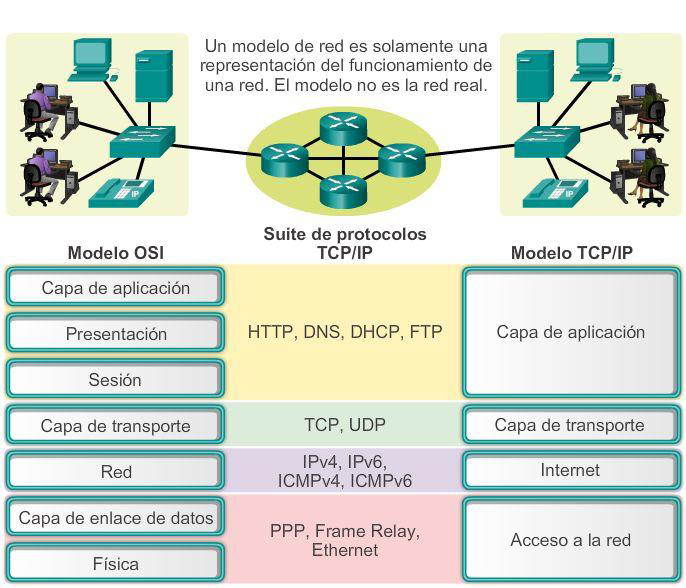 Un modelo de red es solamente una
representación del funcionamiento de
una red. El modelo no es la red real.
IP
IP
Suite de protocolos
TCP/IP
Modelo OSI
Modelo TCP/IP
Capa de aplicación
Presentación
Sesión
HTTP, DNS, DHCP, FTP
Capa de aplicación
Capa de transporte
TCP, UDP
Capa de transporte
Red
IPv4, IPv6,
ICMPv4, ICMPv6
Internet
Capa de enlace de datos
Física
PPP, Frame Relay,
Ethernet
Acceso a la red